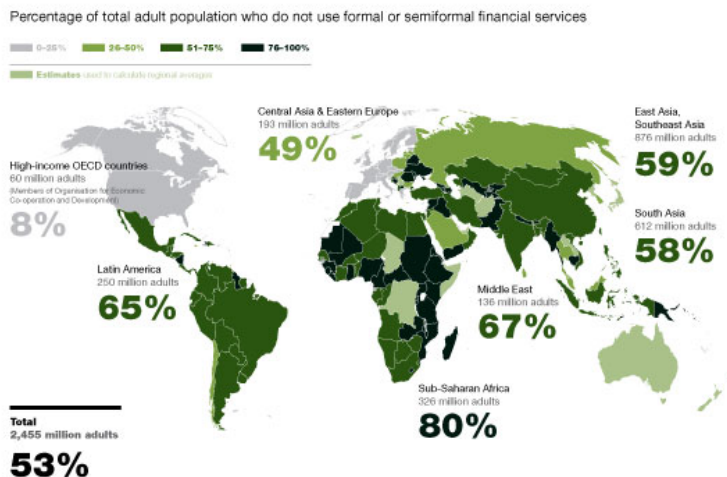 Percentage of total adult population who do not use formal or semiformal financial services
0-25% 26-50% 51-75% 76-100%
Estimates used to calculate regional averages
High-income OECD countries
60 million adults
(Members of Organisation for Economic
Co-operation and Development)
8%
Central Asia & Eastern Europe
193 million adults
49%
East Asia,
Southeast Asia
876 million adults
59%
South Asia
612 million adults
58%
Latin America
250 million adults
65%
Middle East
136 million adults
67%
Sub-Saharan Africa
326 million adults
80%
Total
2,455 million adults
53%